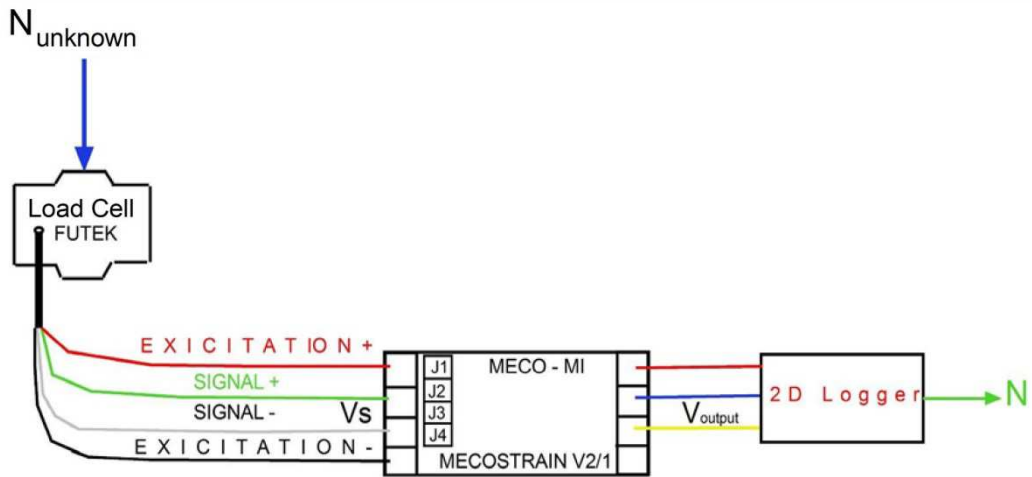 N unknown
Load Cell
FUTEK
EXICITATION +
SIGNAL +
SIGNAL - Vs
EXICITATION -
J1
J2
J3
J4
MECO - MI
MECOSTRAIN V2/1
Voutput
2D Logger
N